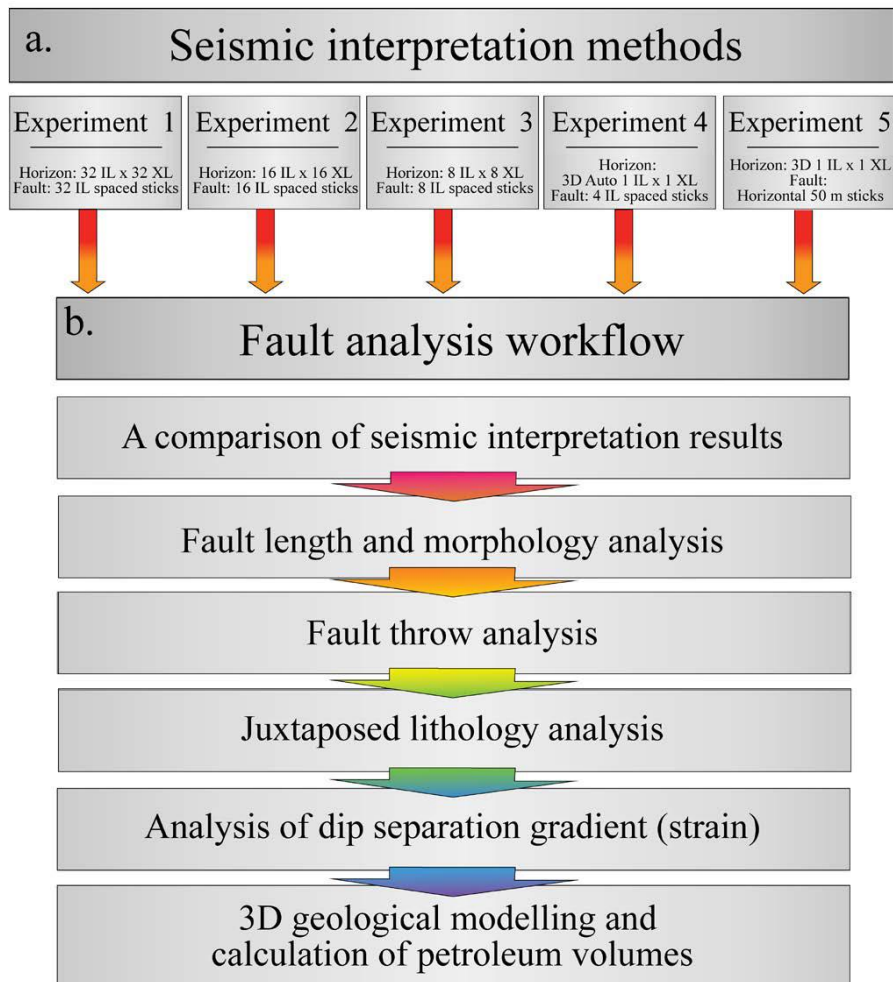 a.
Seismic interpretation methods
Experiment 1
Horizon: 32 IL x 32 XL
Fault: 32 IL spaced sticks
Experiment 2
Horizon: 16 IL x 16 XL
Fault: 16 IL spaced sticks
Experiment 3
Horizon: 8 IL x 8 XL
Fault: 8 IL spaced sticks
Experiment 4
Horizon:
3D Auto 1 IL x 1 XL
Fault: 4 IL spaced sticks
Experiment 5
Horizon: 3D 1 IL x 1 XL
Fault:
Horizontal 50 m sticks
b.
Fault analysis workflow
A comparison of seismic interpretation results
Fault length and morphology analysis
Fault throw analysis
Juxtaposed lithology analysis
Analysis of dip separation gradient (strain)
3D geological modelling and
calculation of petroleum volumes